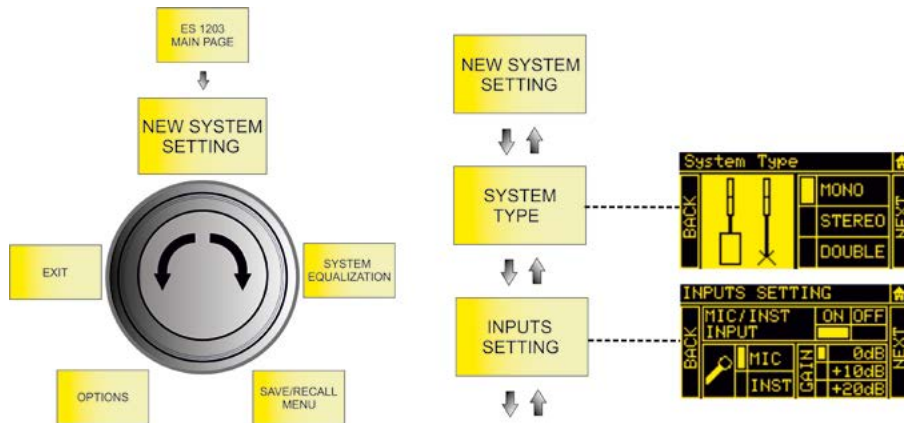 ES 1203
MAIN PAGE
NEW SYSTEM
SETTING
EXIT
SYSTEM
EQUALIZATION
OPTIONS
SAVE/RECALL
MENU
NEW SYSTEM
SETTING
SYSTEM
TYPE
INPUTS
SETTING
System Type
BACK
MONO
STEREO
DOUBLE
NEXT
INPUTS SETTING
BACK
MIC/INST
INPUT
ON OFF
MIC
INST
GAIN
0dB
+10dB
+20dB
NEXT